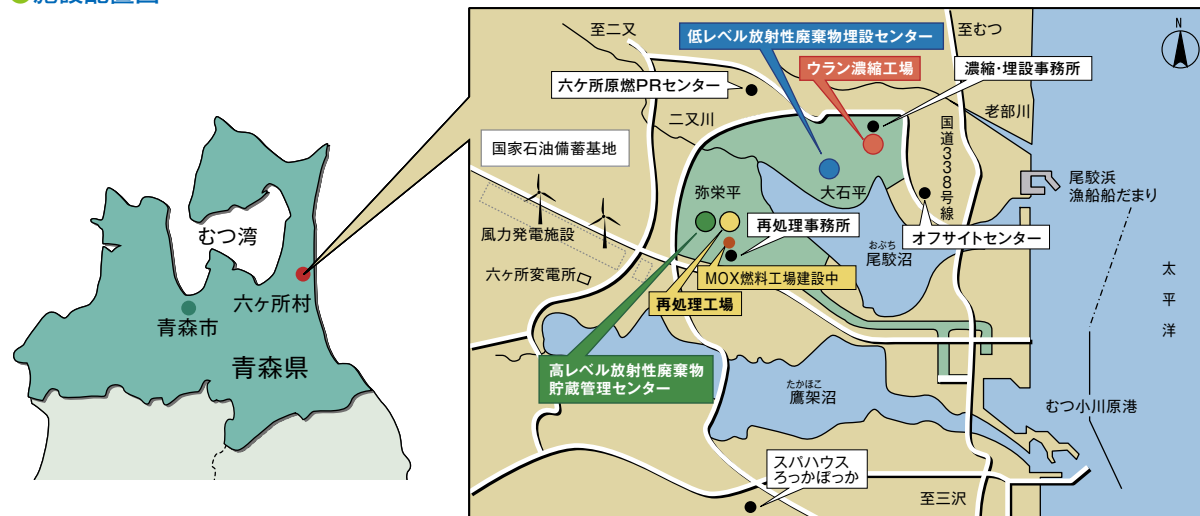 むつ湾
六ヶ所村
青森市
青森県
至二又
低レベル放射性廃棄物埋設センター
至むつ
N
ウラン濃縮工場
濃縮・埋設事務所
六ケ所原燃PRセンター
二又川
老部川
国道338号線
国家石油備蓄基地
尾駮浜
漁船船だまり
弥栄平
大石平
再処理事務所
オフサイトセンター
風力発電施設
おぶち
尾駮沼
六ヶ所変電所
MOX燃料工場建設中
再処理工場
太平洋
高レベル放射性廃棄物
貯蔵管理センター
たかほこ
鷹架沼
むつ小川原港
スパハウス
ろっかぽっか
至三沢